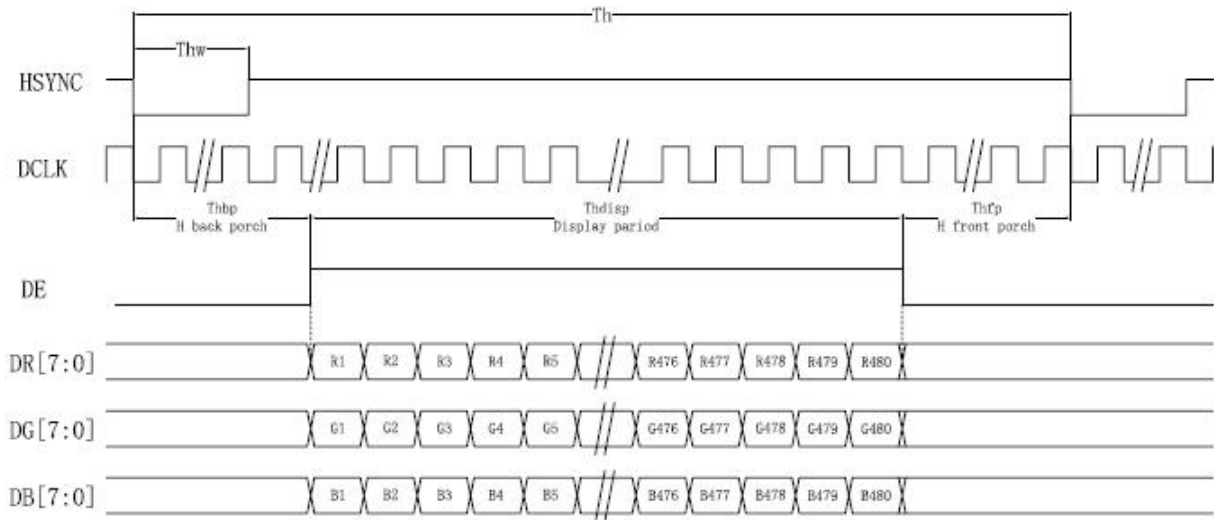 Th
Thw
HSYNC
DCLK
Thbp Thdisp Thfp
H back porch Display pariod H front porch
DE
DR[7:0] R1 R2 R3 R4 R5 R476 R477 R478 R479 R480
DG[7:0] G1 G2 G3 G4 G5 G476 G477 G478 G479 G480
DB[7:0] B1 B2 B3 B4 B5 B476 B477 B478 B479 B480